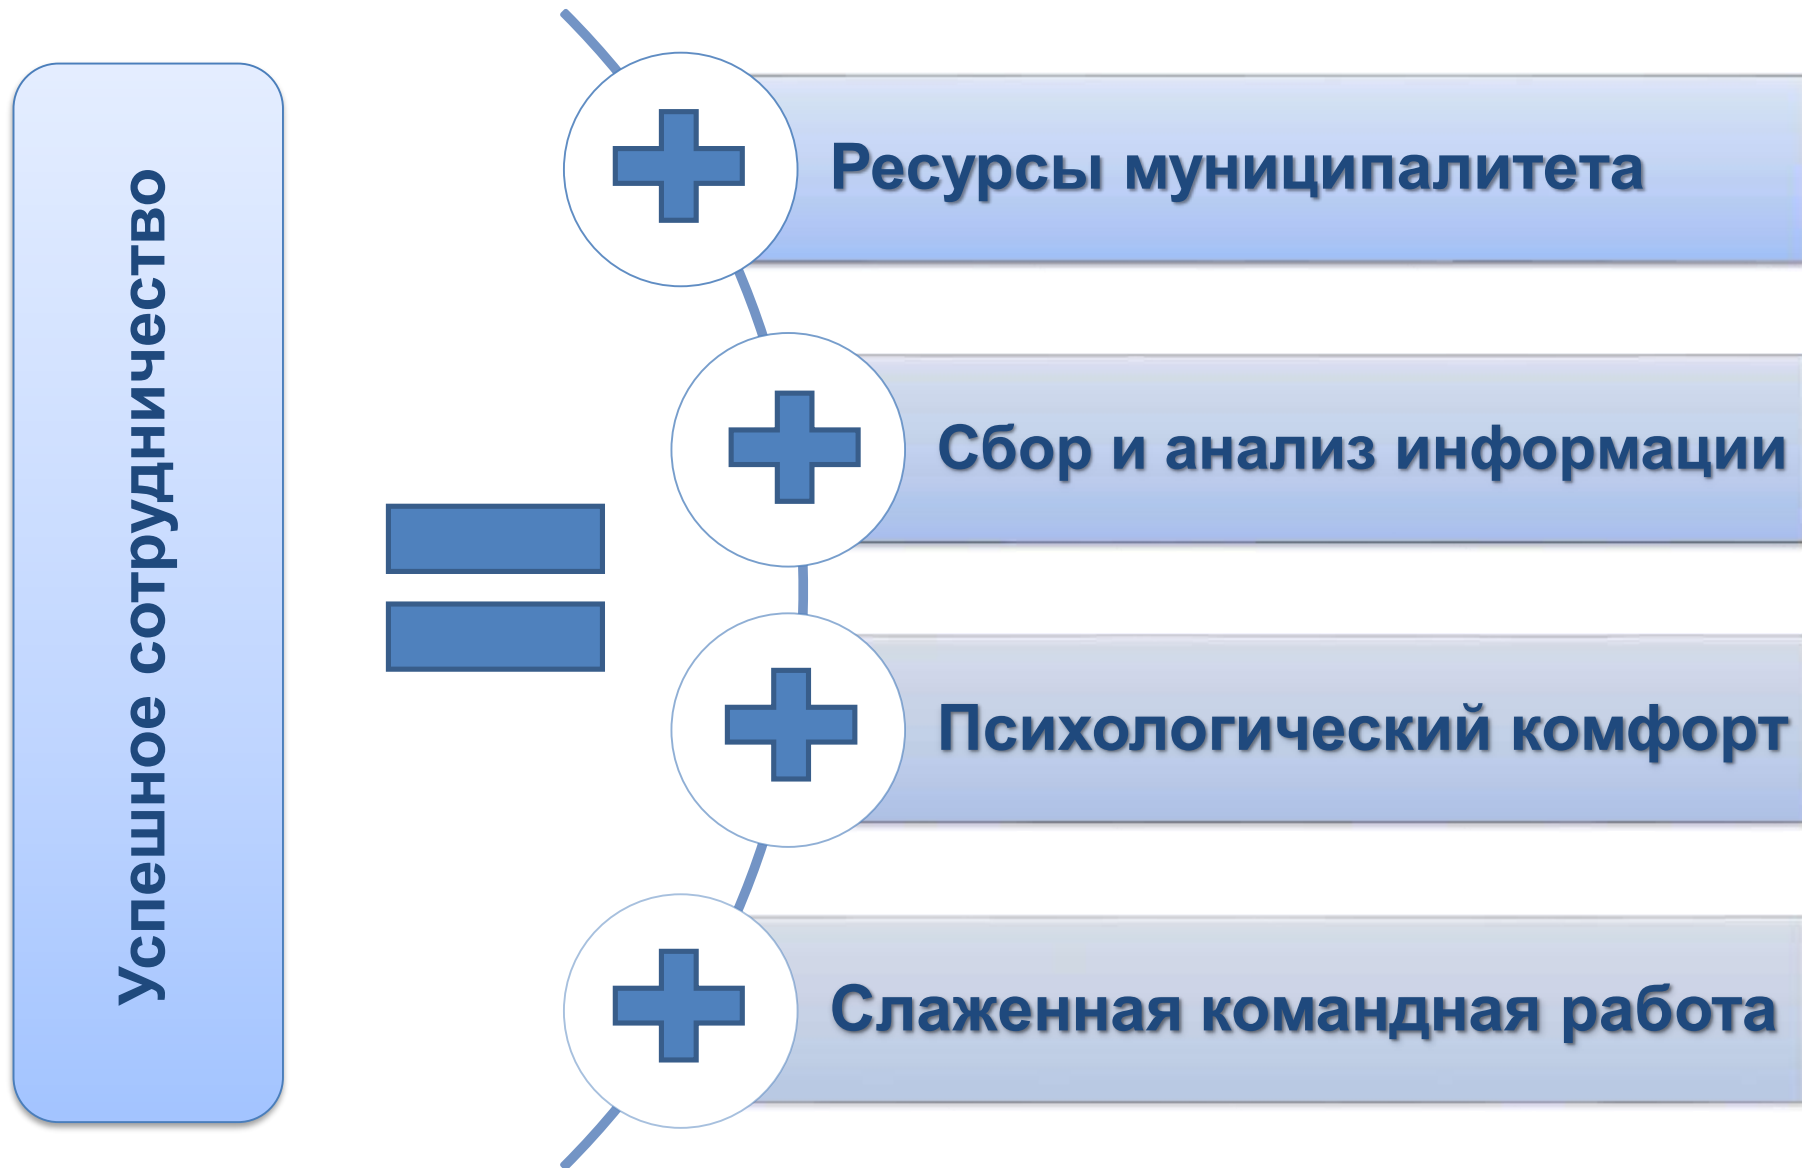 Успешное сотрудничество
Ресурсы муниципалитета
Сбор и анализ информации
Психологический комфорт
Слаженная командная работа